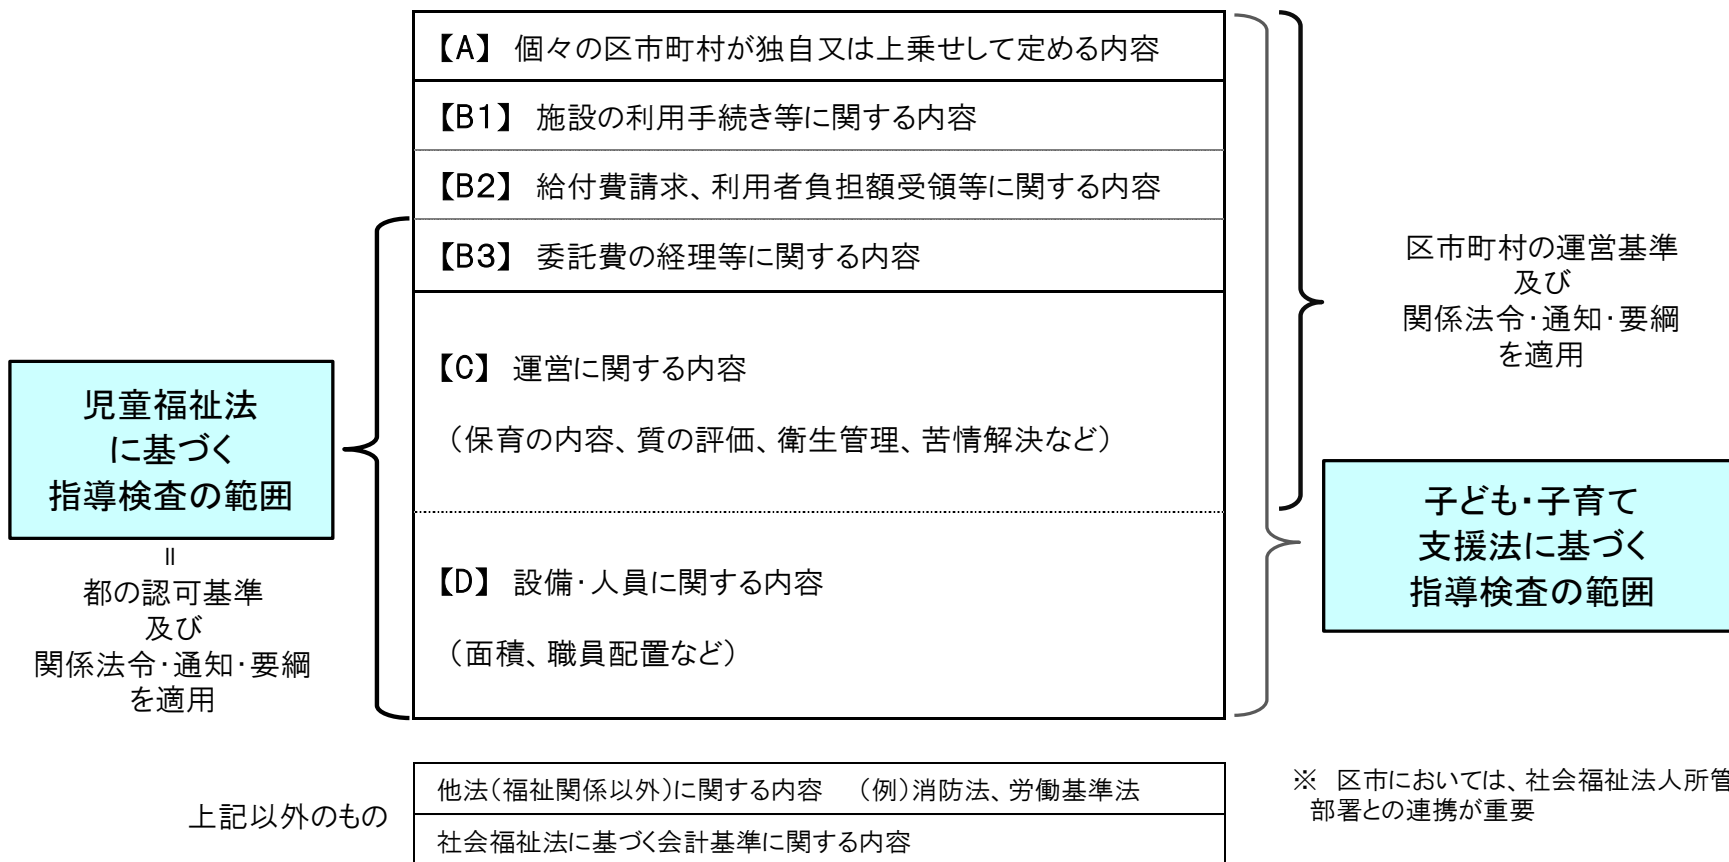 【A】 個々の区市町村が独自又は上乗せして定める内容
【B1】 施設の利用手続き等に関する内容
【B2】 給付費請求、利用者負担額受領等に関する内容
【B3】 委託費の経理等に関する内容
【C】 運営に関する内容
（保育の内容、質の評価、衛生管理、苦情解決など）
【D】 設備・人員に関する内容
（面積、職員配置など）
児童福祉法
に基づく
指導検査の範囲
＝
都の認可基準
及び
関係法令・通知・要綱
を適用
区市町村の運営基準
及び
関係法令・通知・要綱
を適用
子ども・子育て
支援法に基づく
指導検査の範囲
上記以外のもの
他法（福祉関係以外）に関する内容 （例）消防法、労働基準法
社会福祉法に基づく会計基準に関する内容
※ 区市においては、社会福祉法人所管
部署との連携が重要